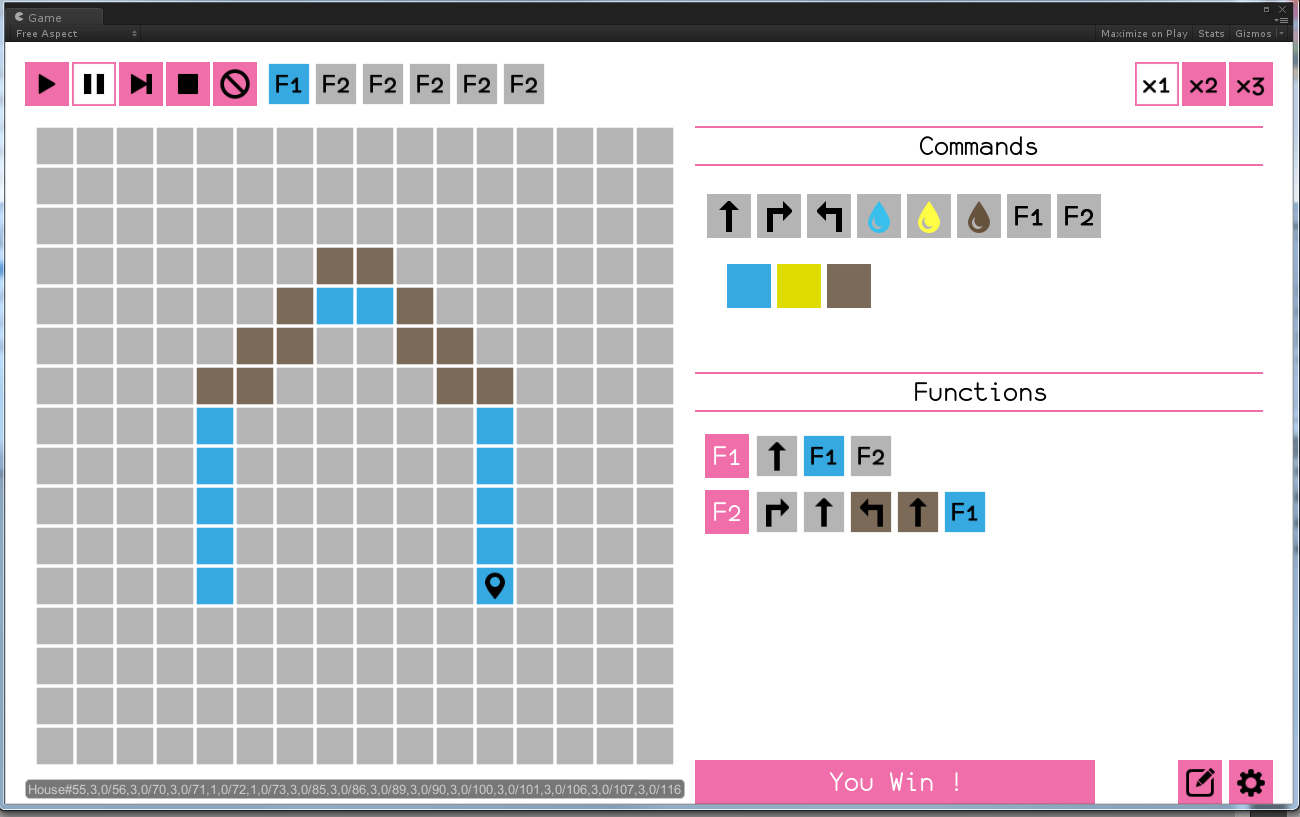 Game
Free Aspect
Maximize on Play Stats Gizmos
F1 F2 F2 F2 F2 F2
x1 x2 x3
Commands
F1 F2
Functions
F1 F1 F2
F2 F1
You Win !
House#55,3,0/56,3,0/70,3,0/71,1,0/72,1,0/73,3,0/85,3,0/86,3,0/89,3,0/90,3,0/100,3,0/101,3,0/106,3,0/107,3,0/116